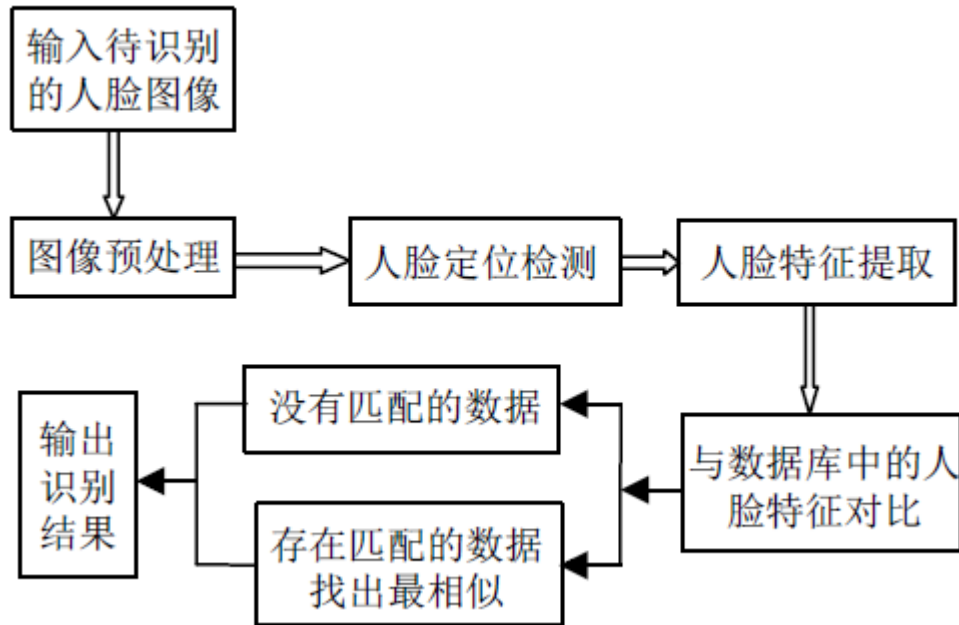 输入待识别
的人脸图像
图像预处理
人脸定位检测
人脸特征提取
与数据库中的人
脸特征对比
没有匹配的数据
存在匹配的数据
找出最相似
输出
识别
结果